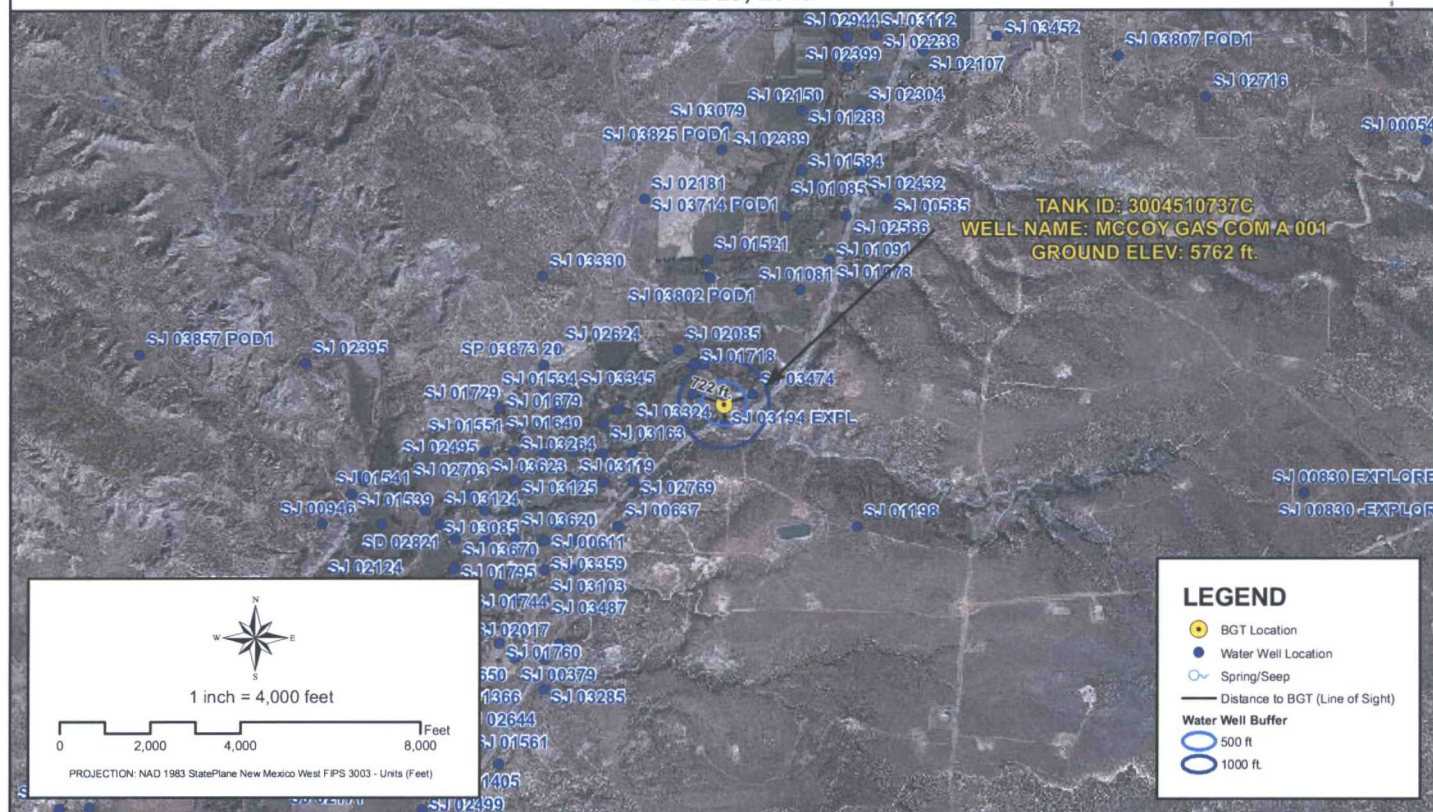 SJ 02944
SJ 03112
SJ 03452
SJ 02238
SJ 03807 POD1
SJ 02399
SJ 02107
SJ 02716
SJ 02150
SJ 02304
SJ 03079
SJ 01288
SJ 00054
SJ 03825 POD1
SJ 02389
SJ 01584
SJ 02181
SJ 01085
SJ 02432
SJ 03714 POD1
SJ 00585
TANK ID: 3004510737C
WELL NAME: MCCOY GAS COM A 001
GROUND ELEV: 5762 ft.
SJ 02566
SJ 01521
SJ 01091
SJ 03330
SJ 01081
SJ 01078
SJ 03802 POD1
SJ 03857 POD1
SJ 02624
SJ 02085
SJ 02395
SP 03873 20
SJ 01718
SJ 01534
SJ 03345
722 ft.
SJ 03474
SJ 01729
SJ 01679
SJ 03324
SJ 03194 EXPL
SJ 01551
SJ 01640
SJ 03163
SJ 02495
SJ 03264
SJ 02703
SJ 03623
SJ 03119
SJ 01541
SJ 03125
SJ 02769
SJ 00830 EXPLORE
SJ 01539
SJ 03124
SJ 00946
SJ 03620
SJ 00637
SJ 01198
SJ 00830 -EXPLOR
SJ 03085
SD 02821
SJ 03670
SJ 00611
SJ 02124
SJ 01795
SJ 03359
SJ 03103
SJ 01744
SJ 03487
SJ 02017
SJ 01760
650
SJ 00379
1366
SJ 03285
02644
SJ 01561
1405
SJ 02499
N
W
E
S
1 inch = 4,000 feet
Feet
0 2,000 4,000 8,000
PROJECTION: NAD 1983 StatePlane New Mexico West FIPS 3003 - Units (Feet)
LEGEND
BGT Location
Water Well Location
Spring/Seep
Distance to BGT (Line of Sight)
Water Well Buffer
500 ft
1000 ft.